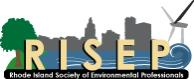 RISEP
Rhode Island Society of Environmental Professionals